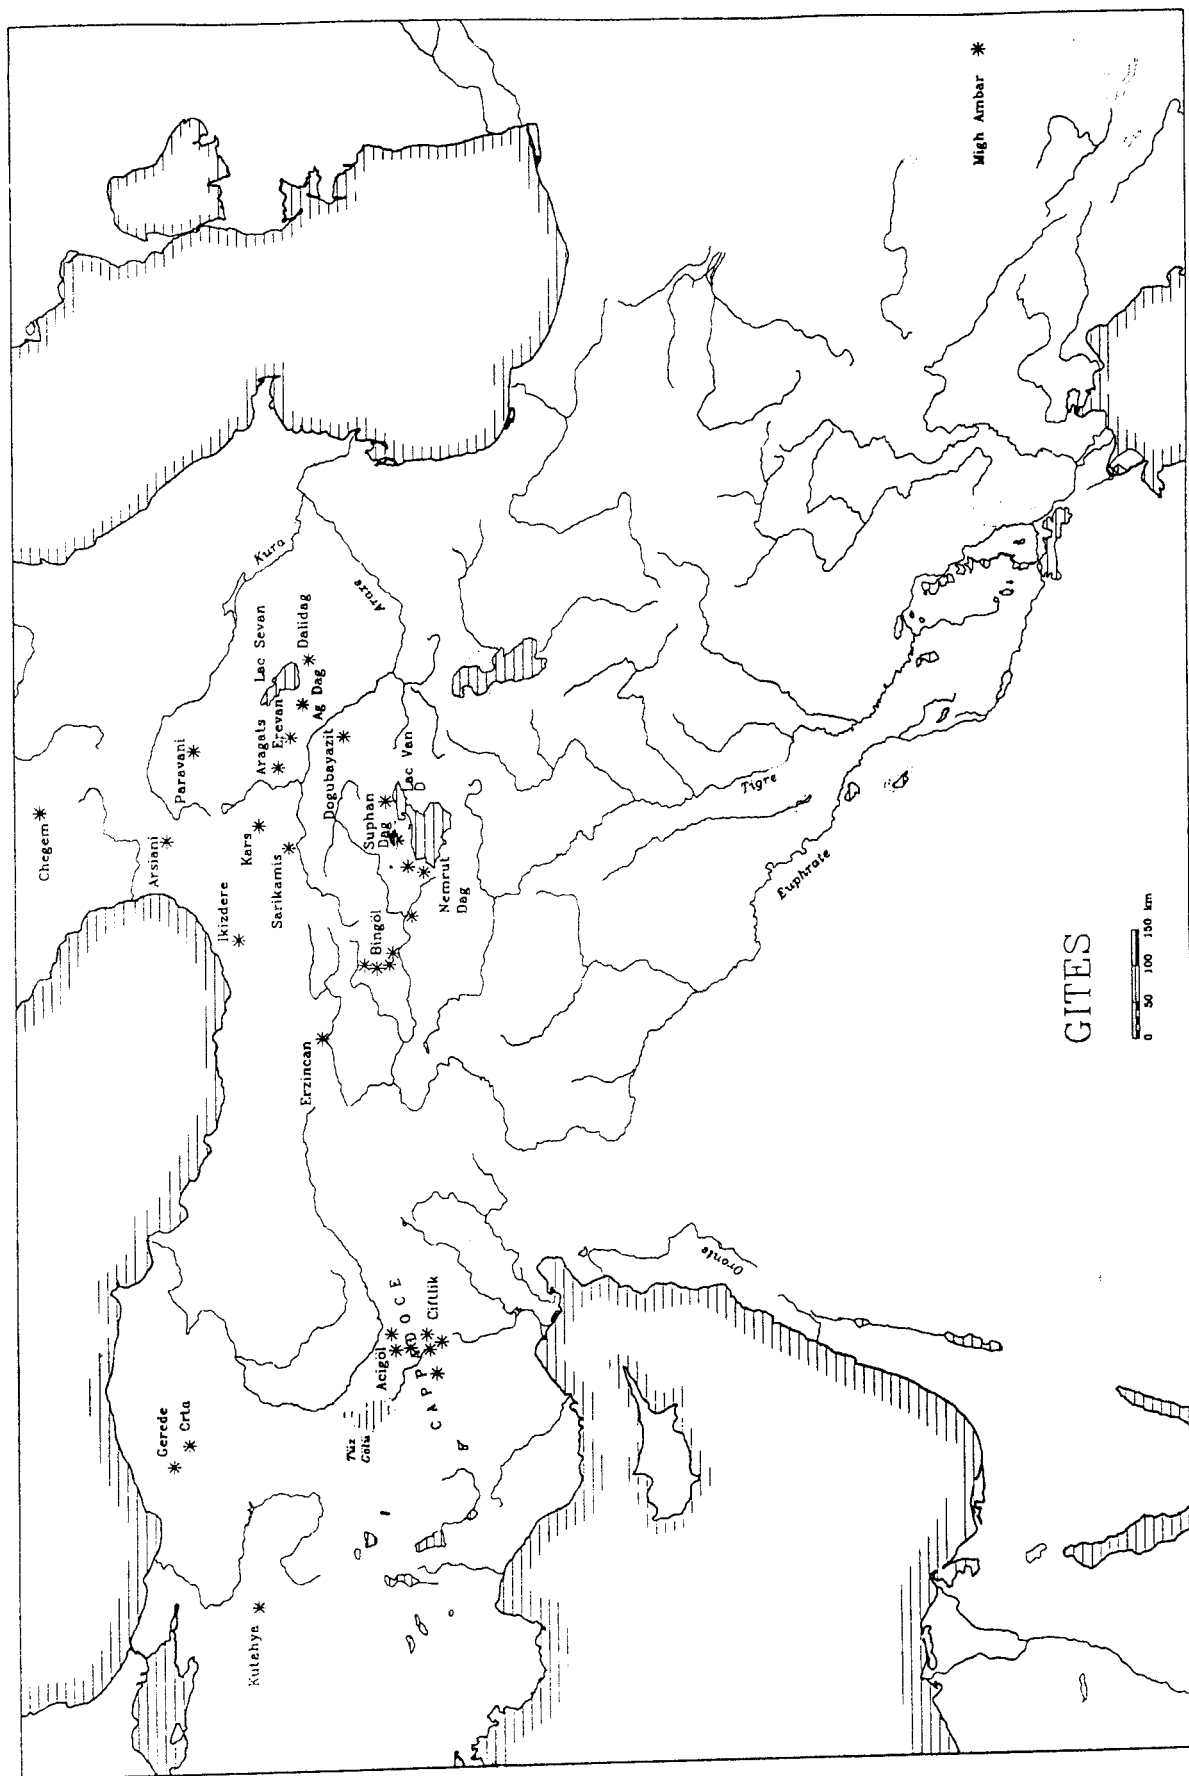 Chegem
Arsiani
Paravani
Ikizdere
Kars
Sarikamis
Aragats
Erevan
Lac Sevan
Ag Dag
Dalidag
Kura
Araxe
Dogubayazit
Suphan
Dag
Lac Van
Nemrut
Dag
Bingöl
Erzincan
Gerede
Crta
Kutahya
Tüz
Gölü
Acigöl
CAPPADOCE
Ciftlik
Oronte
Tigre
Euphrate
Migh Ambar
GITES
0 50 100 150 km